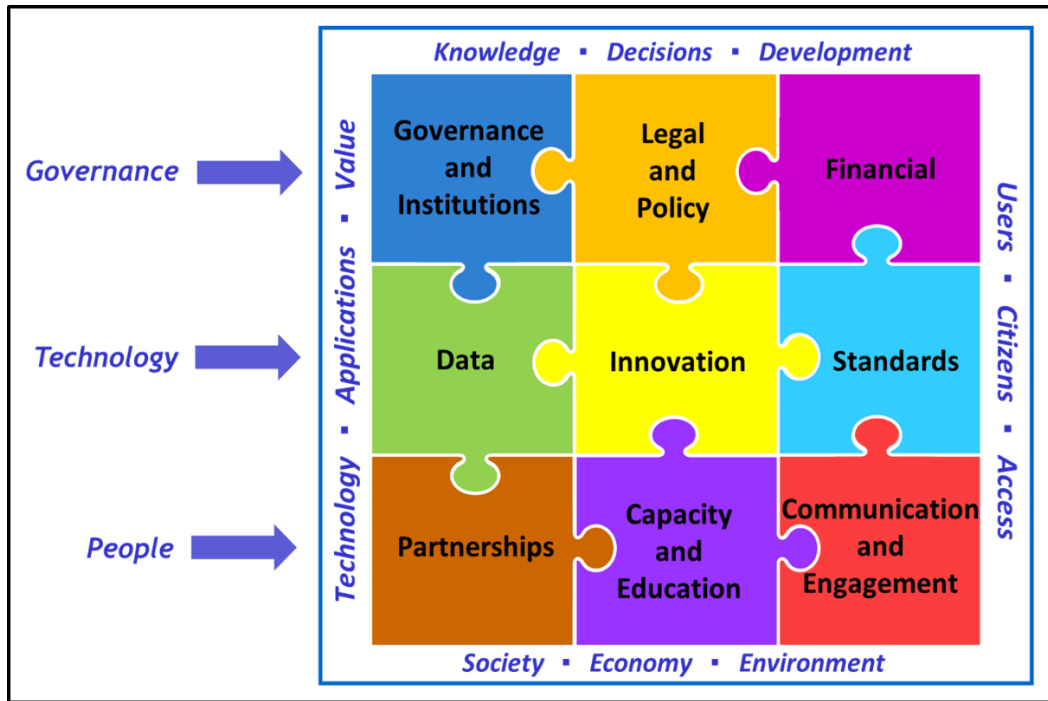 Knowledge ▪ Decisions ▪ Development
Governance
Technology
People
Technology ▪ Applications ▪ Value
Governance
and
Institutions
Legal
and
Policy
Financial
Data
Innovation
Standards
Partnerships
Capacity
and
Education
Communication
and
Engagement
Users ▪ Citizens ▪ Access
Society ▪ Economy ▪ Environment